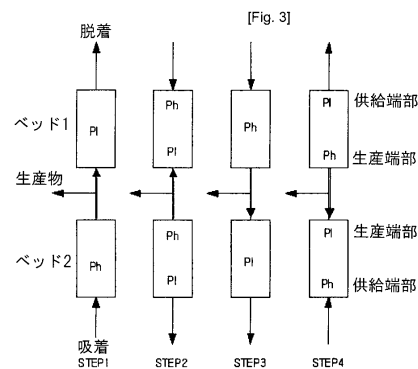 [Fig. 3]
脱着
ベッド1
Pl
Ph
Pl
Ph
Pl
Ph
供給端部
生産端部
生産物
ベッド2
Ph
Ph
Pl
Pl
Pl
Ph
生産端部
供給端部
吸着
STEP1
STEP2
STEP3
STEP4